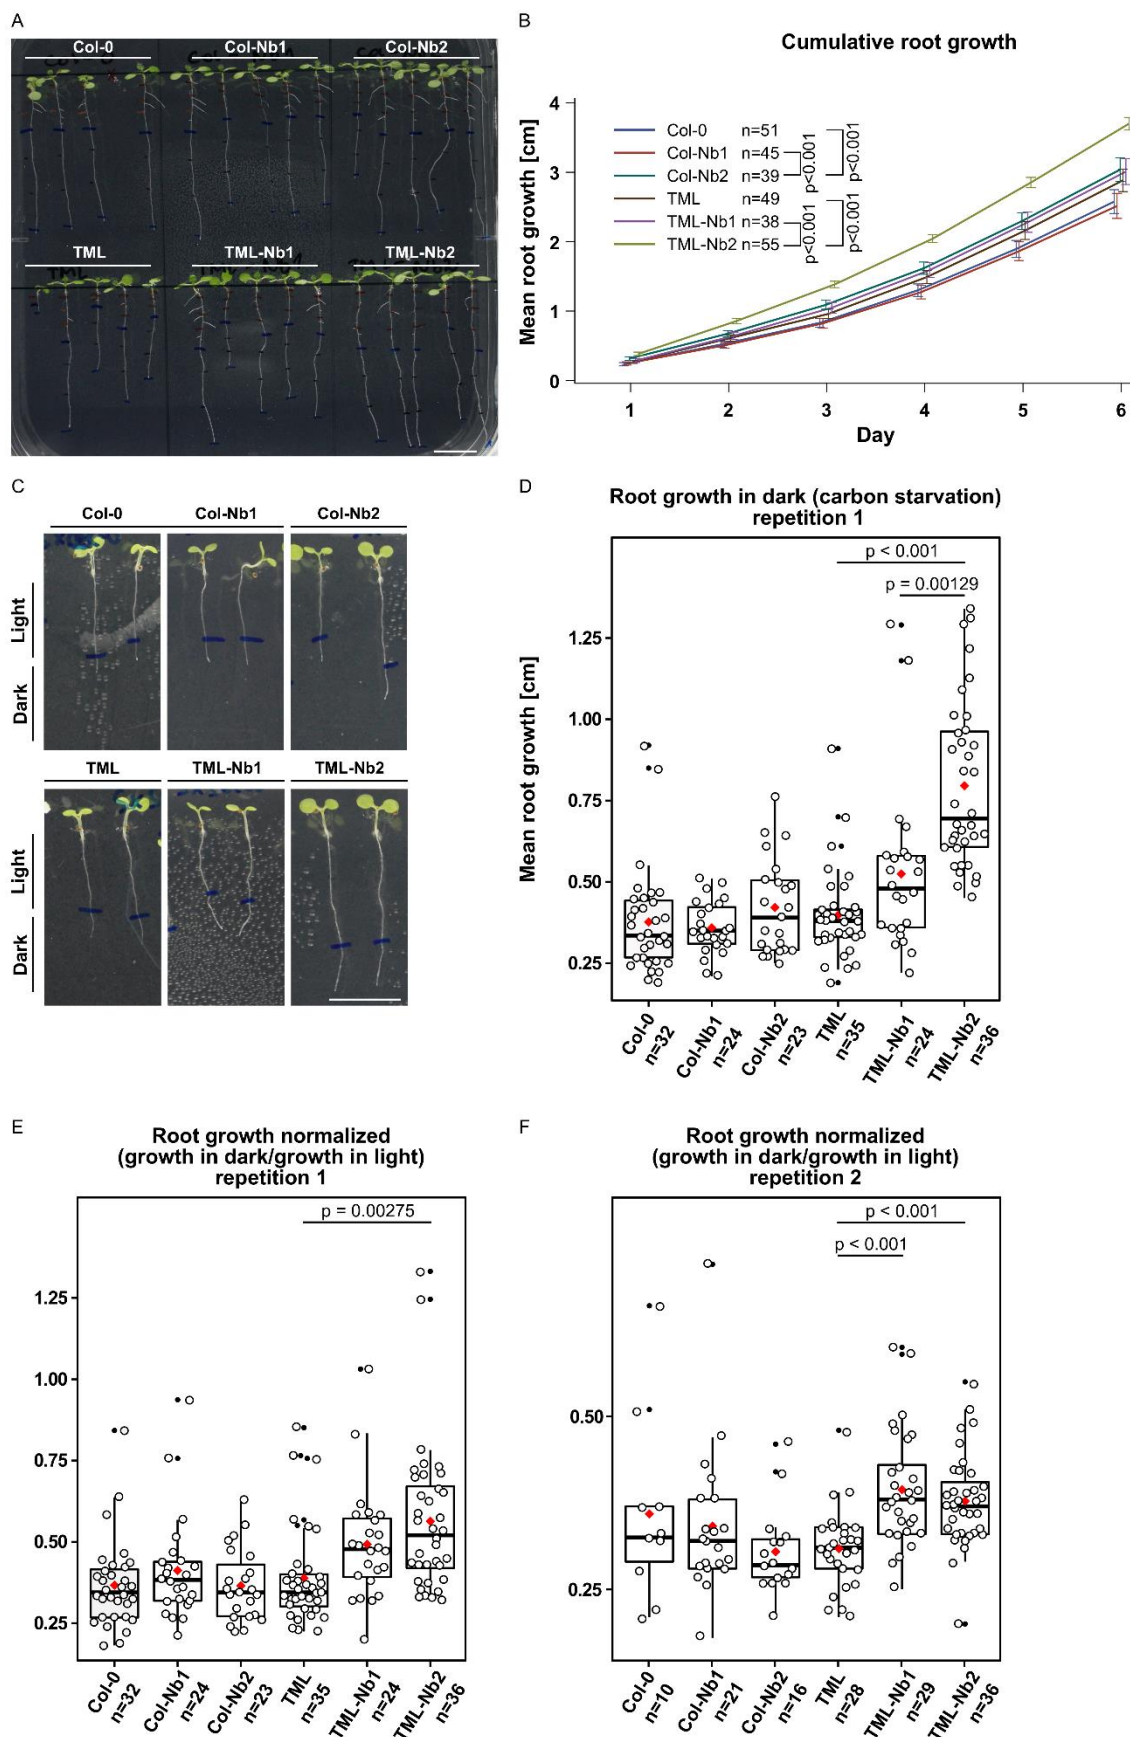 A
Col-0
Col-Nb1
Col-Nb2
TML
TML-Nb1
TML-Nb2
B
Cumulative root growth
Mean root growth [cm]
4
3
2
1
0
Col-0 n=51
Col-Nb1 n=45
Col-Nb2 n=39
TML n=49
TML-Nb1 n=38
TML-Nb2 n=55
p<0.001
p<0.001
p<0.001
p<0.001
1 2 3 4 5 6
Day
C
Col-0
Col-Nb1
Col-Nb2
Light
Dark
TML
TML-Nb1
TML-Nb2
Light
Dark
D
Root growth in dark (carbon starvation)
repetition 1
p < 0.001
p = 0.00129
Mean root growth [cm]
1.25
1.00
0.75
0.50
0.25
Col-0
n=32
Col-Nb1
n=24
Col-Nb2
n=23
TML
n=35
TML-Nb1
n=24
TML-Nb2
n=36
E
Root growth normalized
(growth in dark/growth in light)
repetition 1
p = 0.00275
1.25
1.00
0.75
0.50
0.25
Col-0
n=32
Col-Nb1
n=24
Col-Nb2
n=23
TML
n=35
TML-Nb1
n=24
TML-Nb2
n=36
F
Root growth normalized
(growth in dark/growth in light)
repetition 2
p < 0.001
p < 0.001
0.50
0.25
Col-0
n=10
Col-Nb1
n=21
Col-Nb2
n=16
TML
n=28
TML-Nb1
n=29
TML-Nb2
n=36